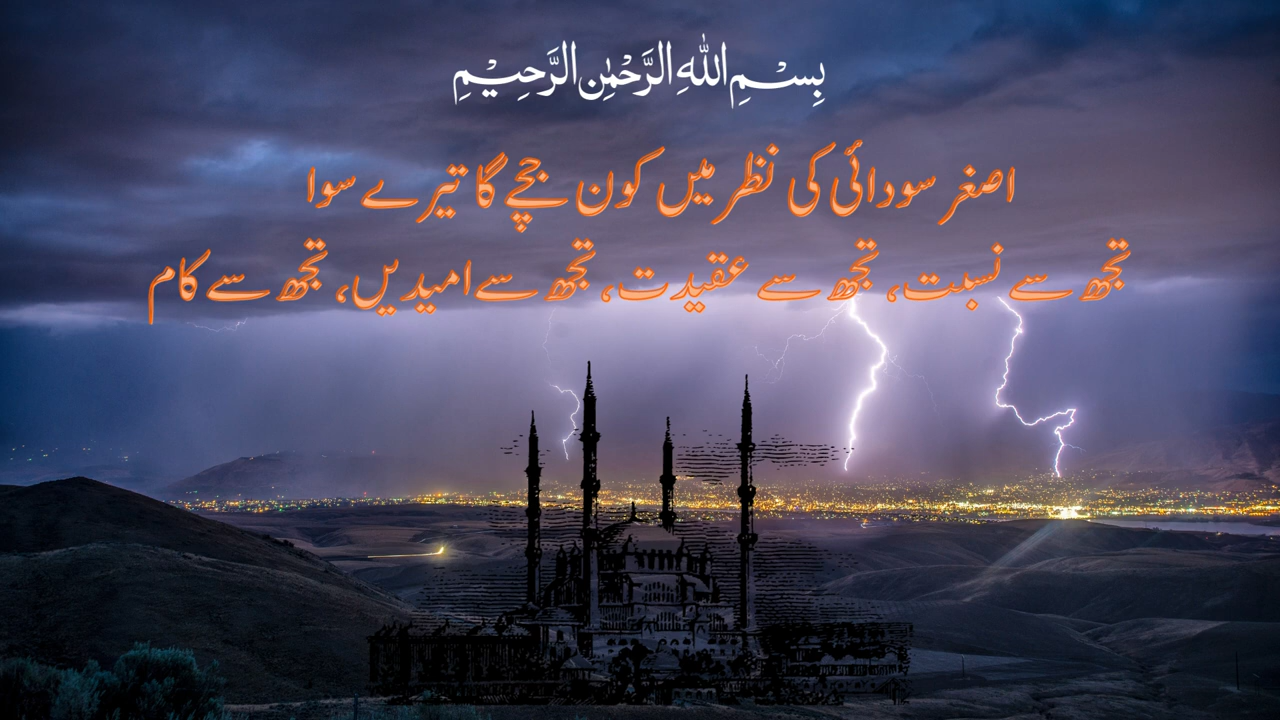 بِسْمِ اللّٰهِ الرَّحْمٰنِ الرَّحِيْمِ
اصغر سودائی کی نظر میں کون جچے گا تیرے سوا
تجھ سے نسبت، تجھ سے عقیدت، تجھ سے امیدیں، تجھ سے کام